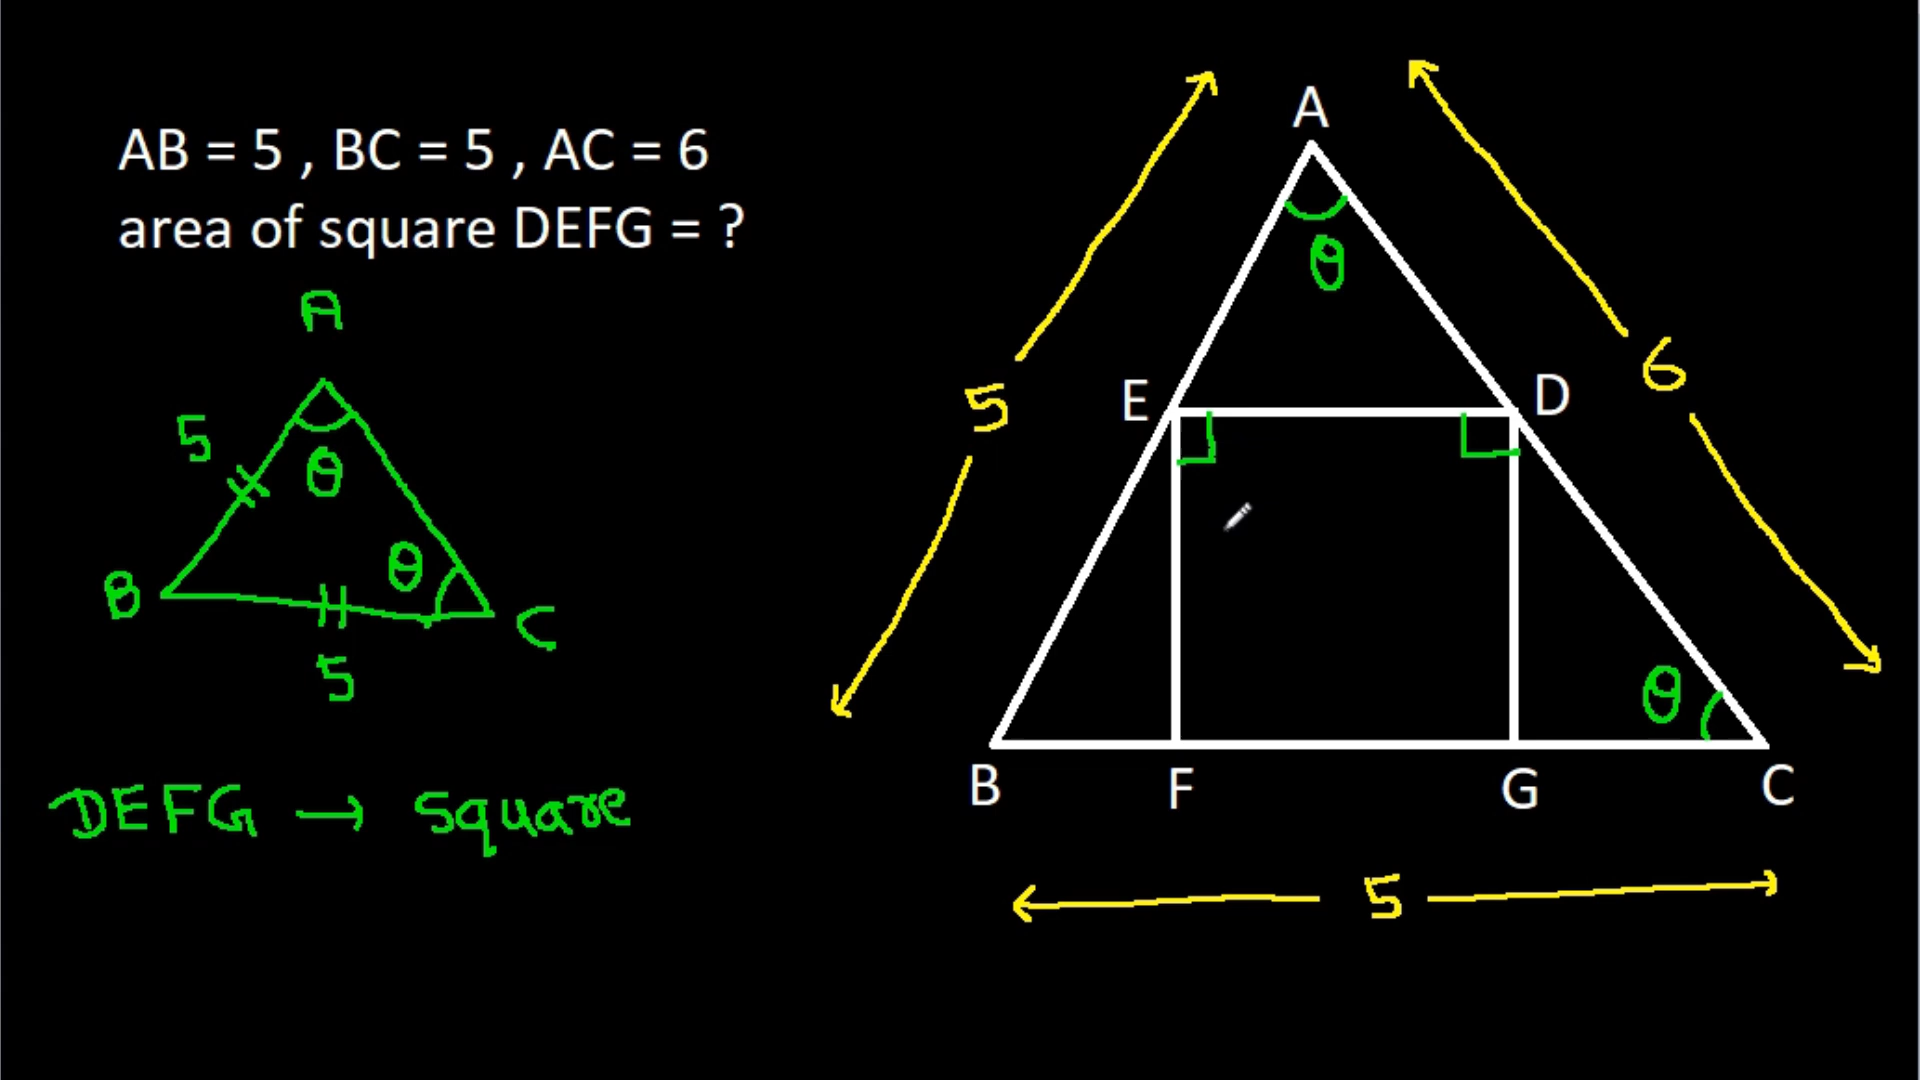 AB = 5 , BC = 5 , AC = 6
area of square DEFG = ?
A
5
θ
B
θ
C
5
DEFG → Square
A
θ
5
6
E
D
θ
B
F
G
C
5